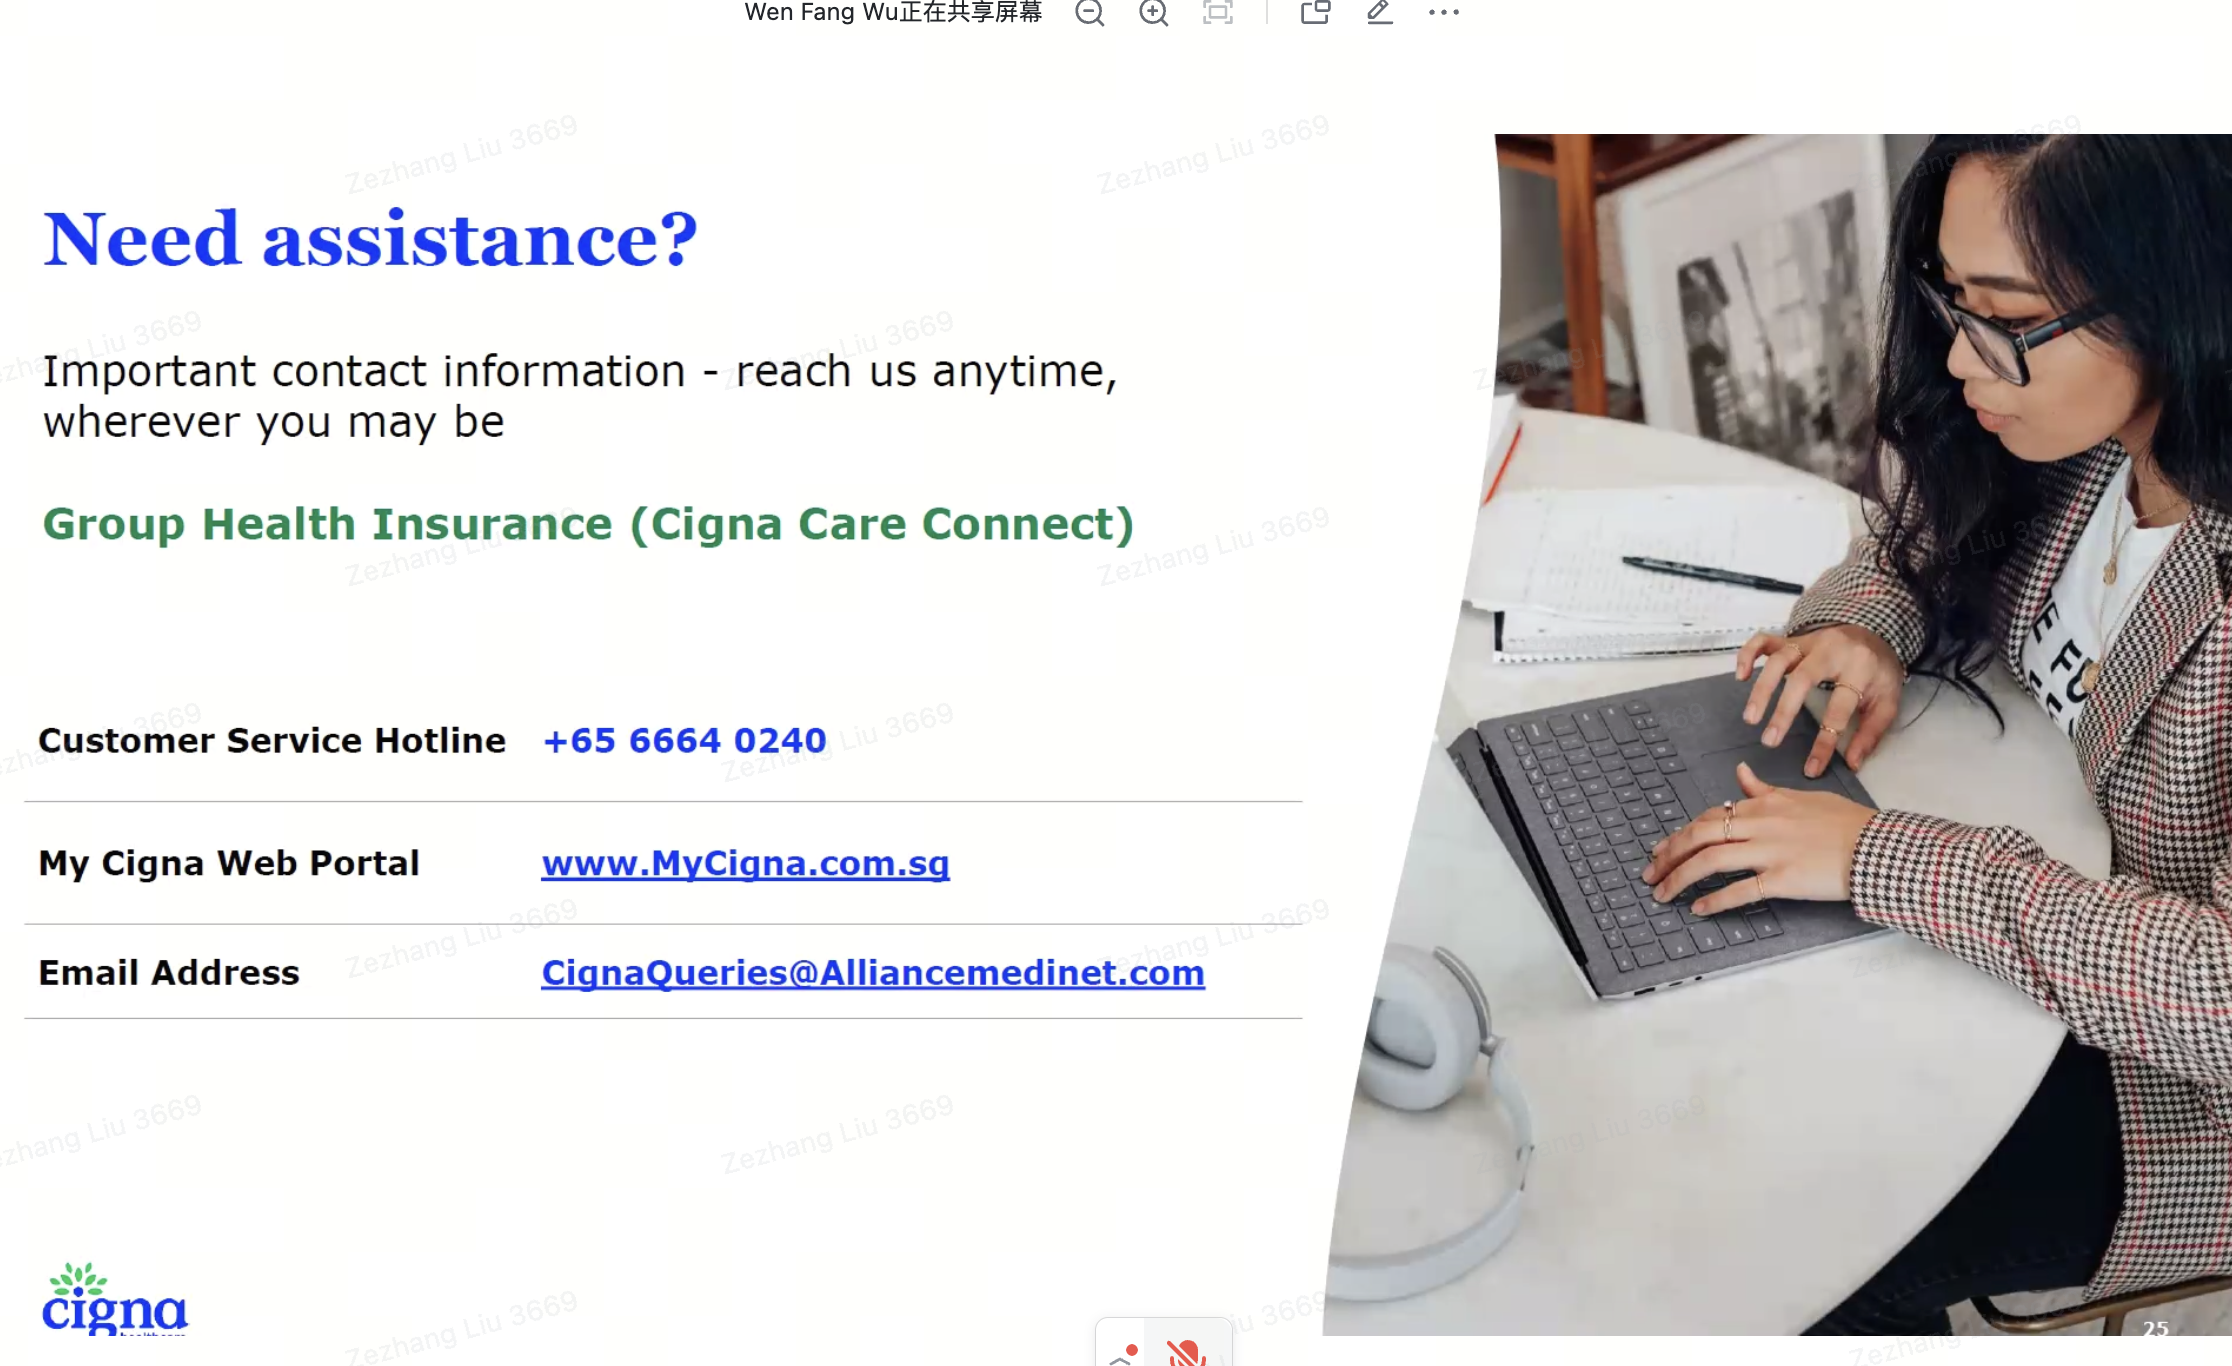 Wen Fang Wu正在共享屏幕
Need assistance?
Important contact information - reach us anytime,
wherever you may be
Group Health Insurance (Cigna Care Connect)
Customer Service Hotline +65 6664 0240
My Cigna Web Portal www.MyCigna.com.sg
Email Address CignaQueries@Alliancemedinet.com
cigna
25
Zezhang Liu 3669